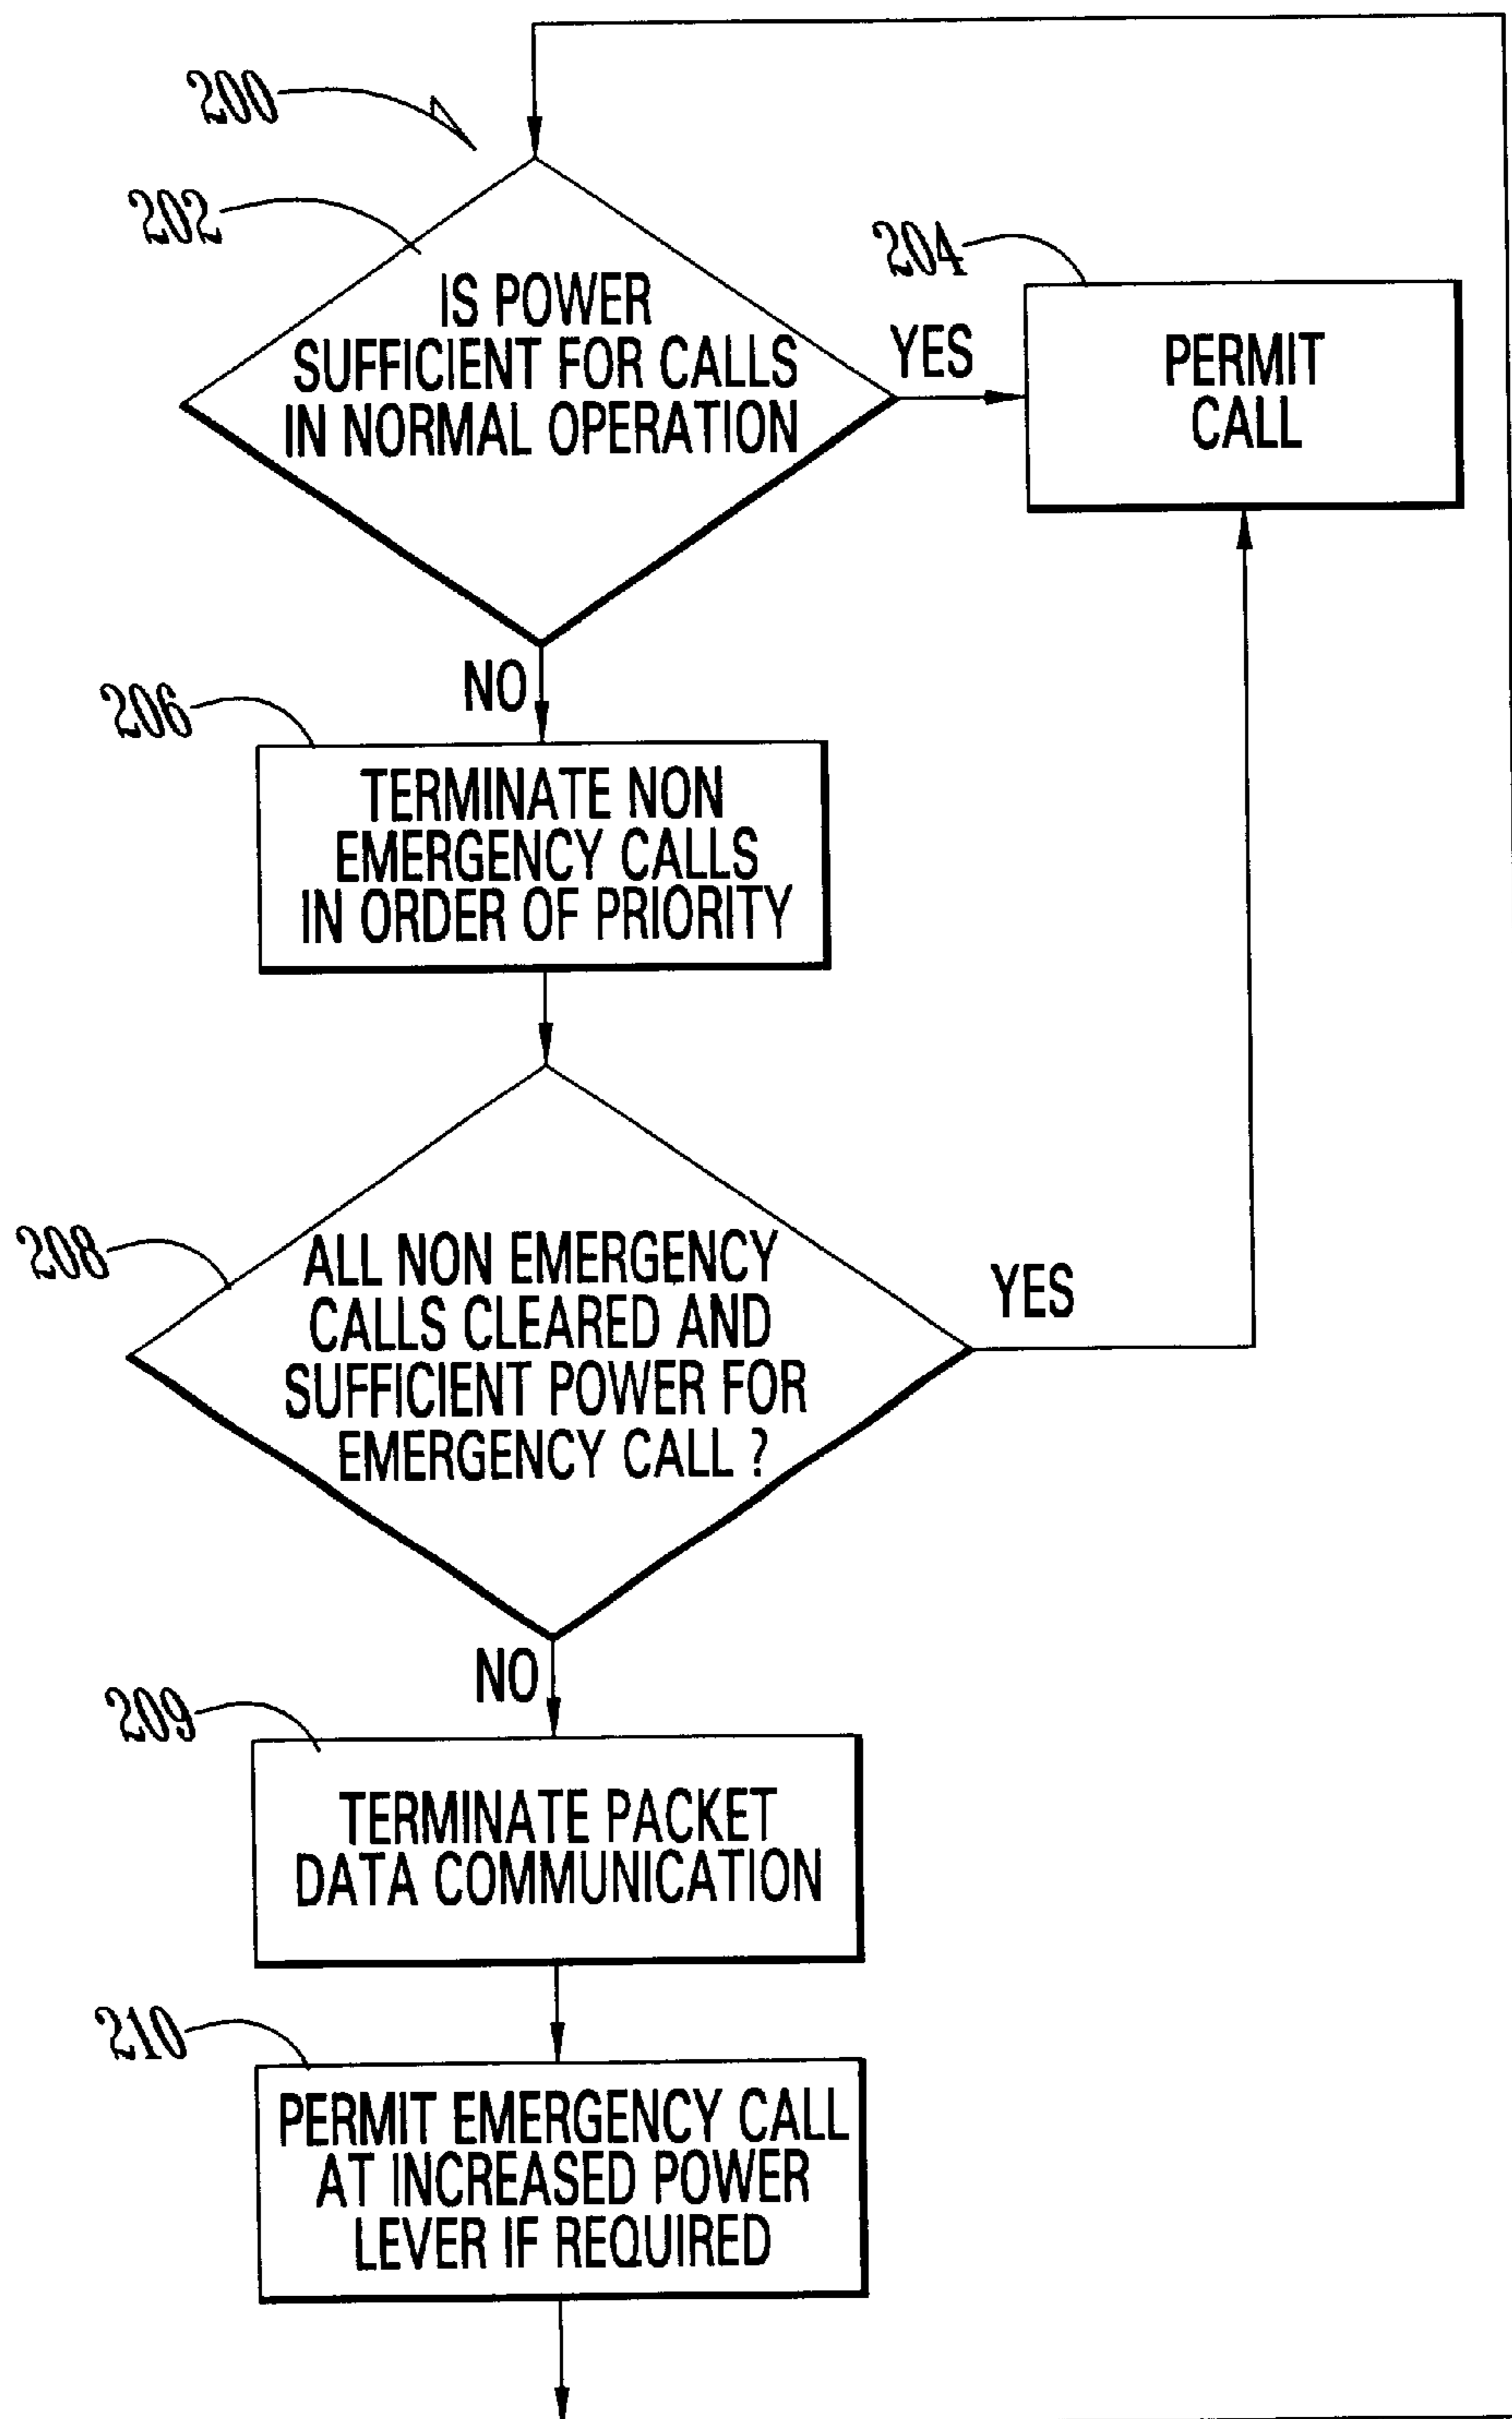 200
202
IS POWER
SUFFICIENT FOR CALLS
IN NORMAL OPERATION
YES
204
PERMIT
CALL
NO
206
TERMINATE NON
EMERGENCY CALLS
IN ORDER OF PRIORITY
208
ALL NON EMERGENCY
CALLS CLEARED AND
SUFFICIENT POWER FOR
EMERGENCY CALL ?
YES
NO
209
TERMINATE PACKET
DATA COMMUNICATION
210
PERMIT EMERGENCY CALL
AT INCREASED POWER
LEVER IF REQUIRED